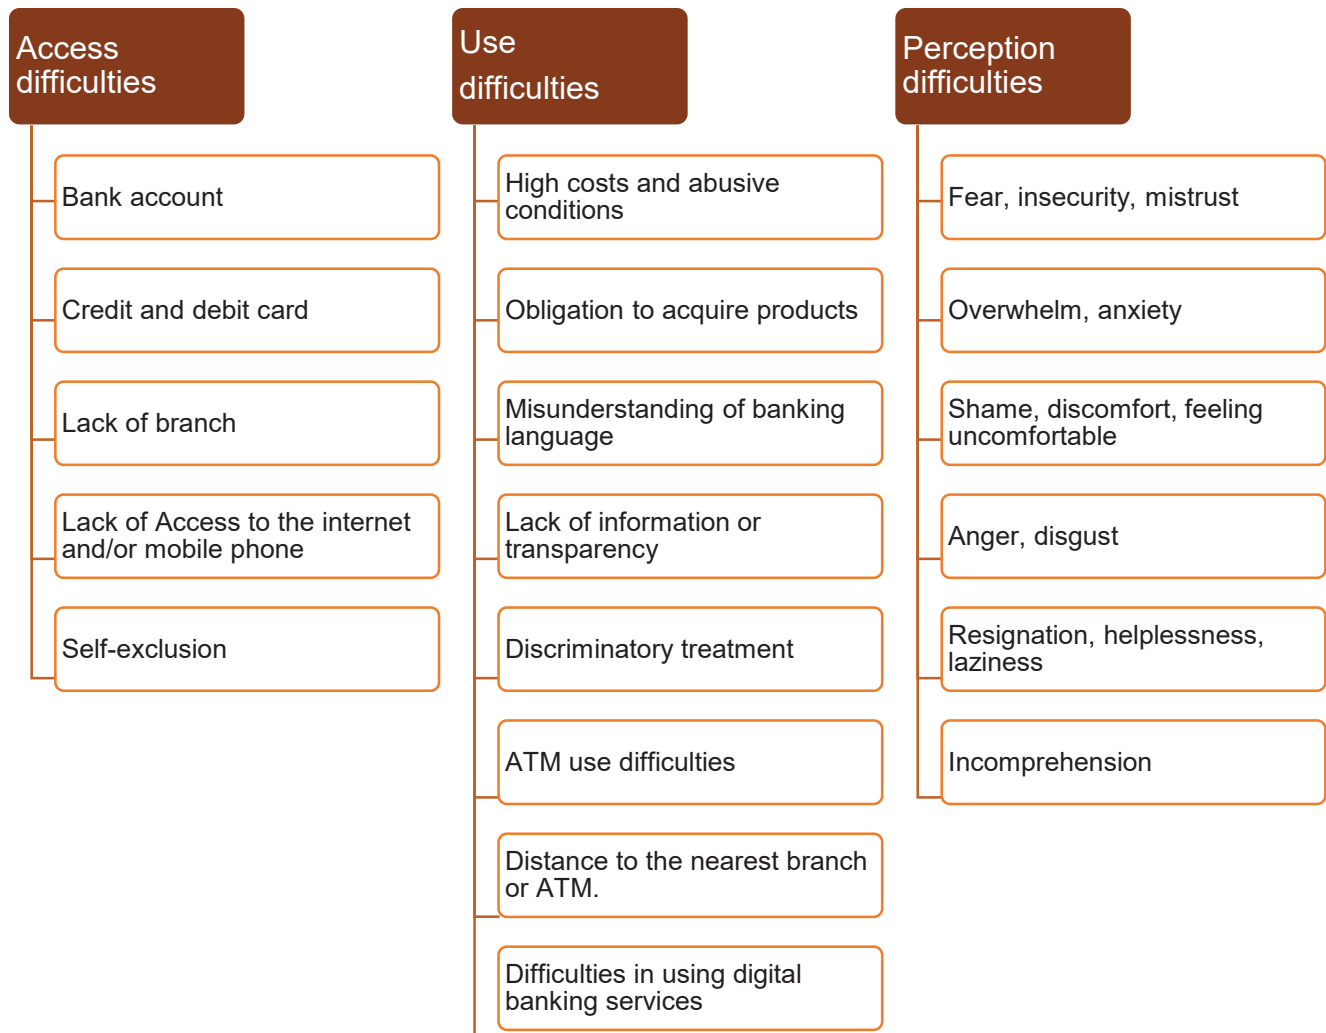 Access
difficulties
Bank account
Credit and debit card
Lack of branch
Lack of Access to the internet
and/or mobile phone
Self-exclusion
Use
difficulties
High costs and abusive
conditions
Obligation to acquire products
Misunderstanding of banking
language
Lack of information or
transparency
Discriminatory treatment
ATM use difficulties
Distance to the nearest branch
or ATM.
Difficulties in using digital
banking services
Perception
difficulties
Fear, insecurity, mistrust
Overwhelm, anxiety
Shame, discomfort, feeling
uncomfortable
Anger, disgust
Resignation, helplessness,
laziness
Incomprehension